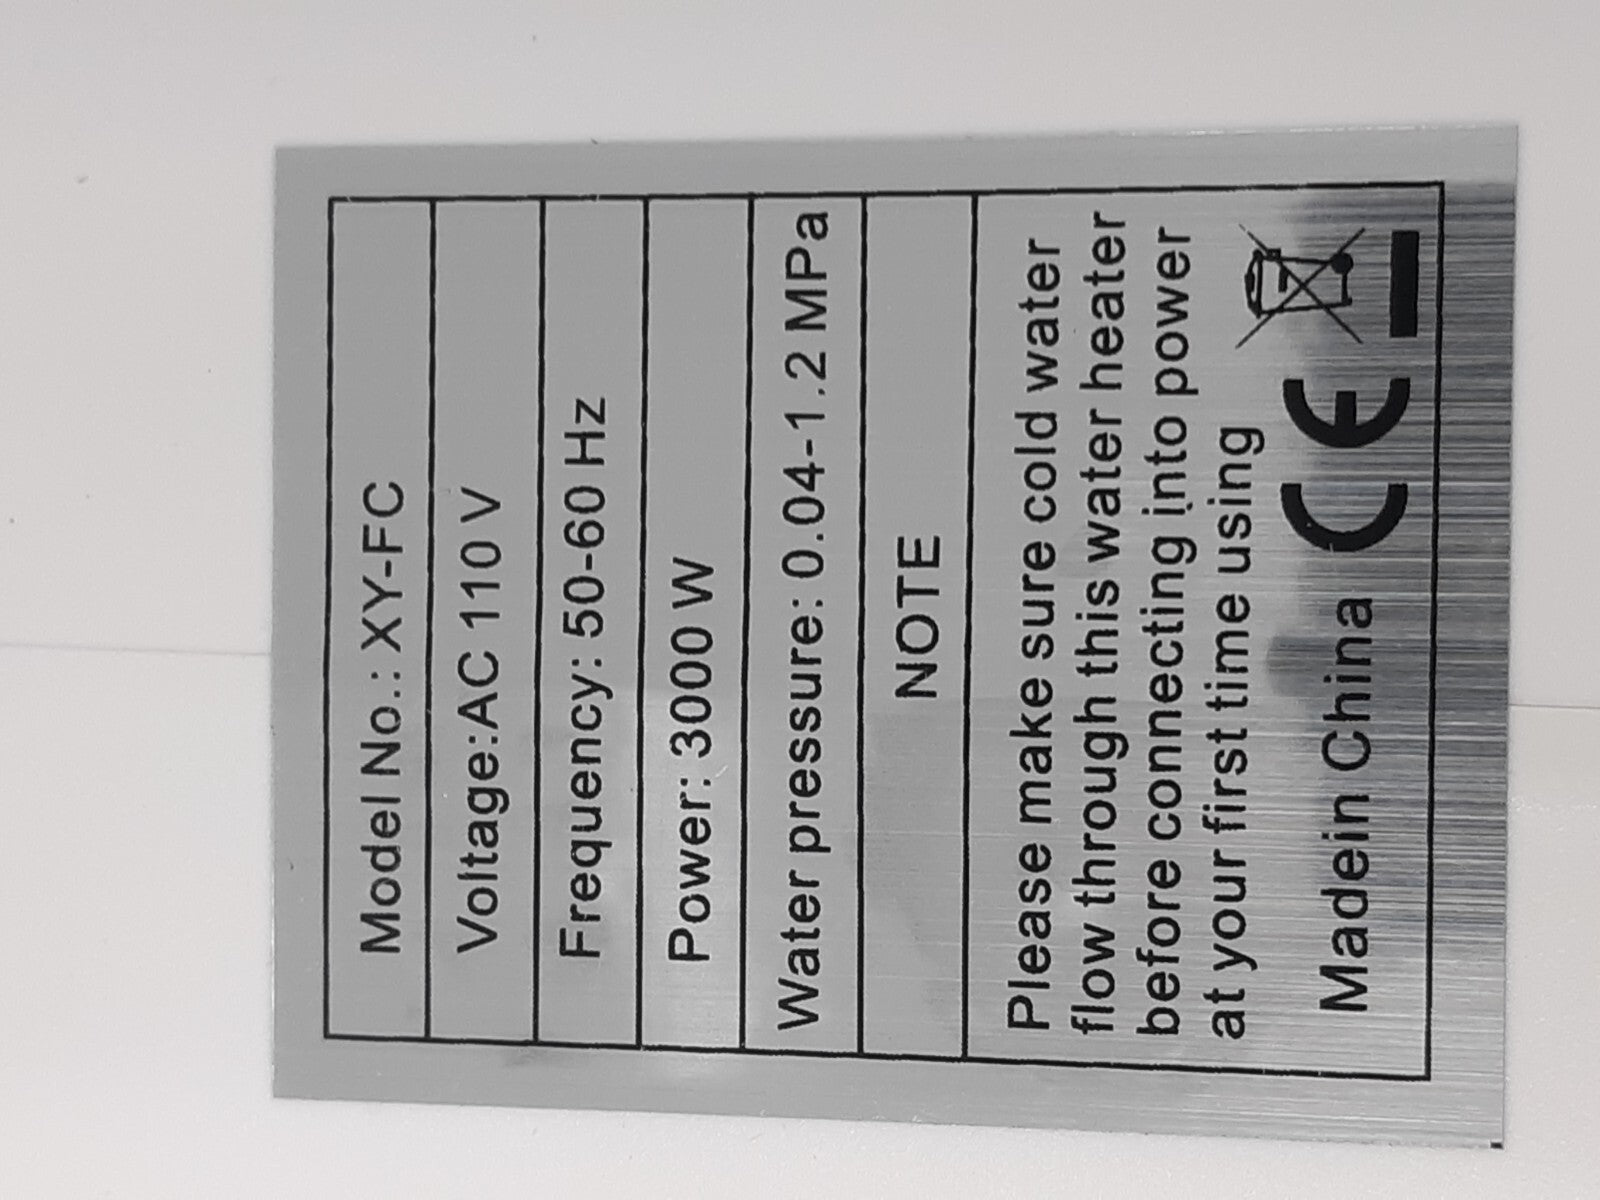 Model No.: XY-FC
Voltage:AC 110 V
Frequency: 50-60 Hz
Power: 3000 W
Water pressure: 0.04-1.2 MPa
NOTE
Please make sure cold water
flow through this water heater
before connecting into power
at your first time using
Madein China CE